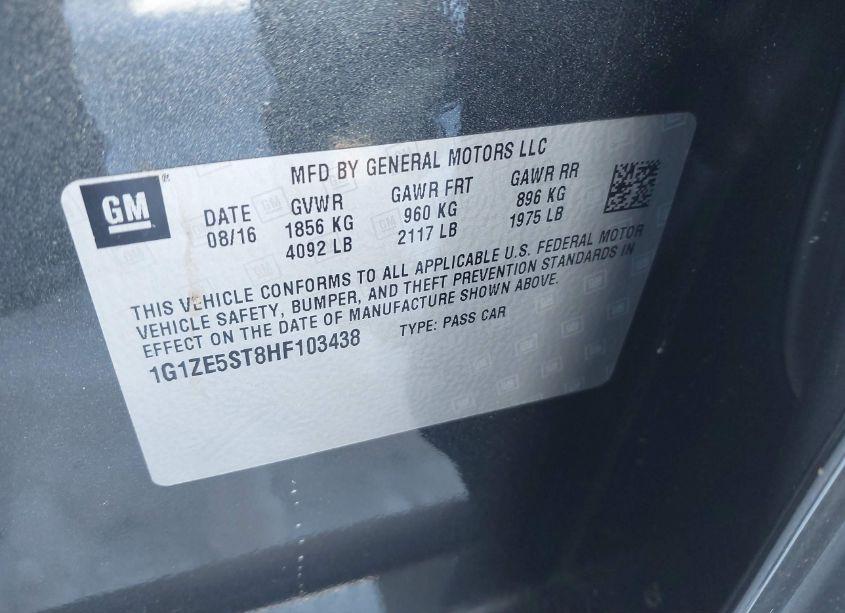 GM®
MFD BY GENERAL MOTORS LLC
DATE GVWR GAWR FRT GAWR RR
08/16 1856 KG 960 KG 896 KG
4092 LB 2117 LB 1975 LB
THIS VEHICLE CONFORMS TO ALL APPLICABLE U.S. FEDERAL MOTOR
VEHICLE SAFETY, BUMPER, AND THEFT PREVENTION STANDARDS IN
EFFECT ON THE DATE OF MANUFACTURE SHOWN ABOVE.
1G1ZE5ST8HF103438 TYPE: PASS CAR